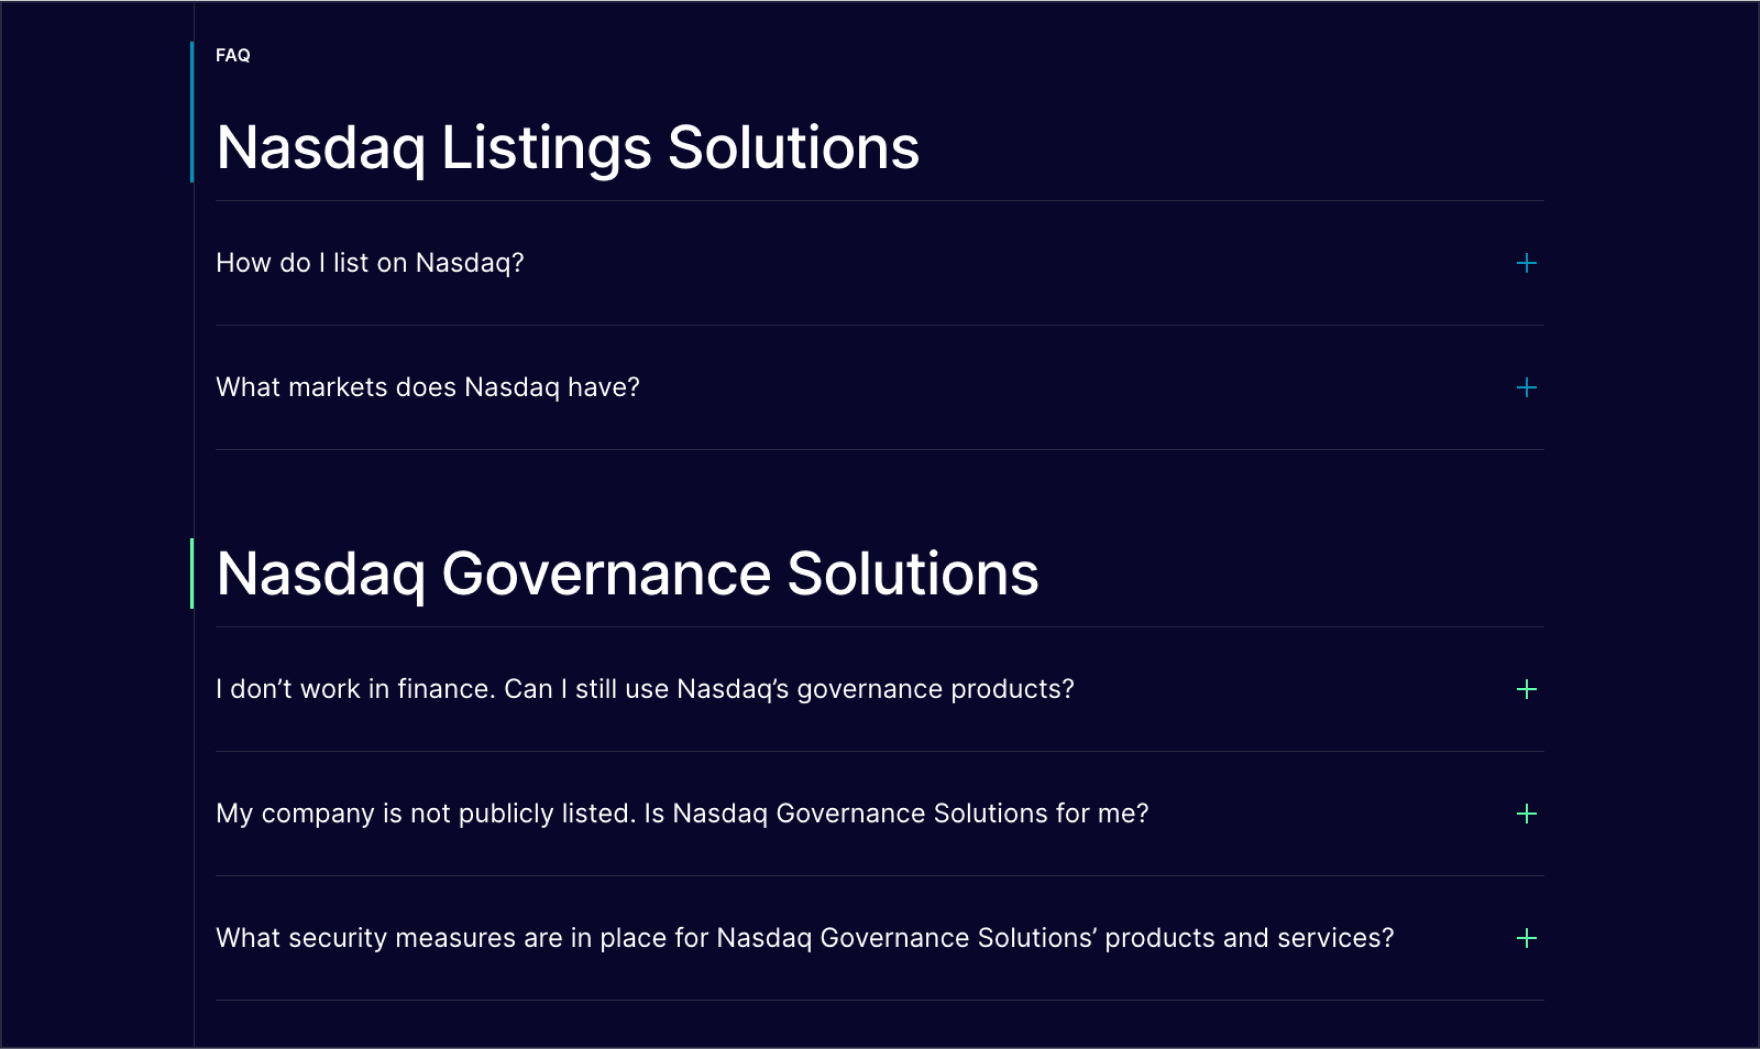 FAQ
Nasdaq Listings Solutions
How do I list on Nasdaq?
What markets does Nasdaq have?
Nasdaq Governance Solutions
I don’t work in finance. Can I still use Nasdaq’s governance products?
My company is not publicly listed. Is Nasdaq Governance Solutions for me?
What security measures are in place for Nasdaq Governance Solutions’ products and services?